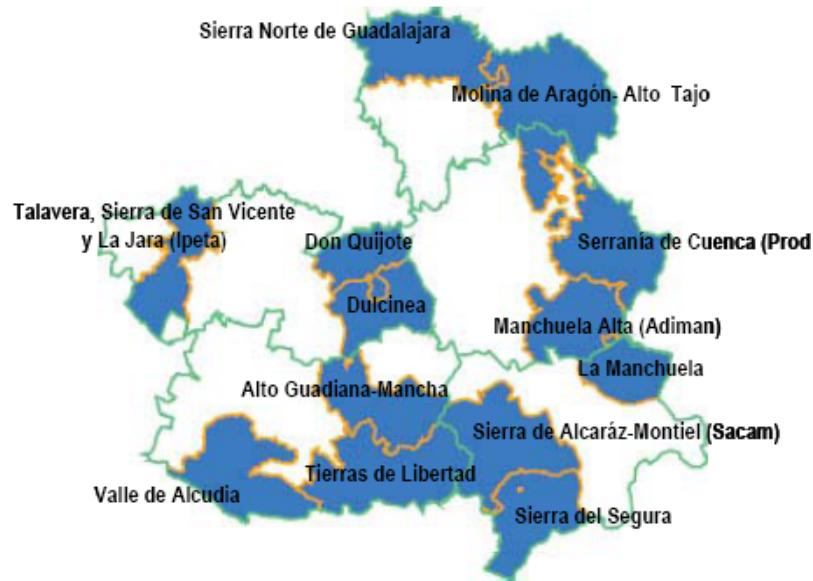 Sierra Norte de Guadalajara
Molina de Aragón- Alto Tajo
Talavera, Sierra de San Vicente
y La Jara (Ipeta)
Don Quijote
Serranía de Cuenca (Prod
Dulcinea
Manchuela Alta (Adiman)
La Manchuela
Alto Guadiana-Mancha
Sierra de Alcaráz-Montiel (Sacam)
Tierras de Libertad
Valle de Alcudia
Sierra del Segura